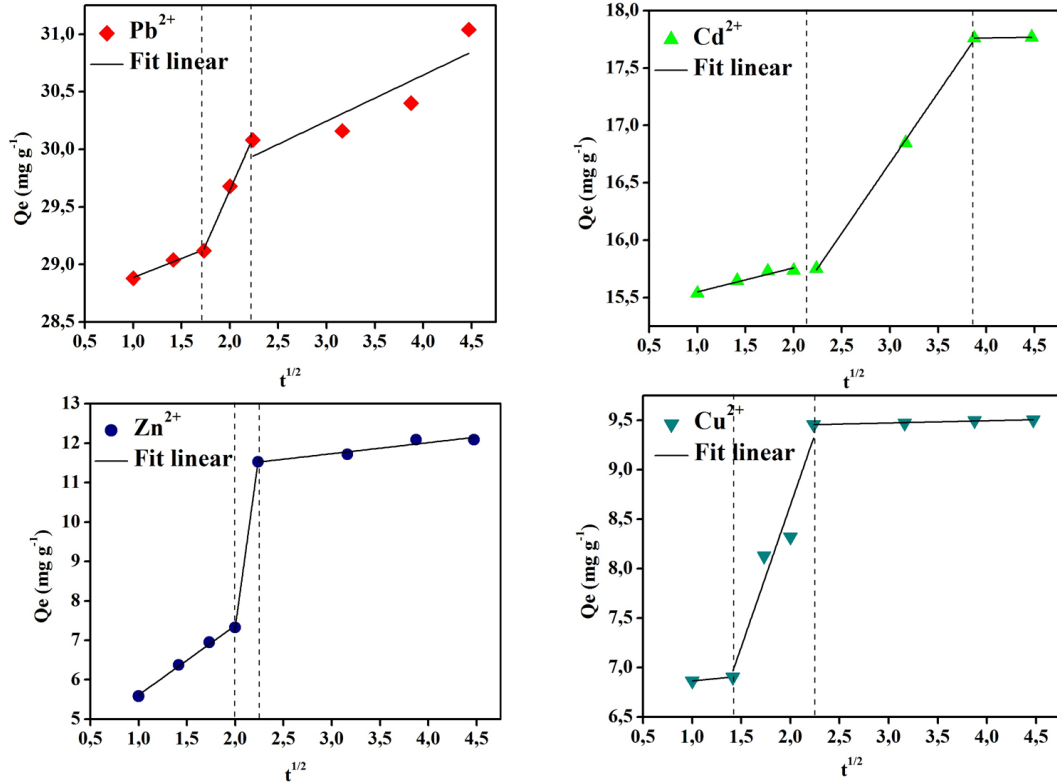 Pb²⁺
Fit linear
31,0
30,5
30,0
29,5
29,0
28,5
Qe (mg g⁻¹)
0,5 1,0 1,5 2,0 2,5 3,0 3,5 4,0 4,5
t^1/2
Cd²⁺
Fit linear
18,0
17,5
17,0
16,5
16,0
15,5
Qe (mg g⁻¹)
0,5 1,0 1,5 2,0 2,5 3,0 3,5 4,0 4,5
t^1/2
Zn²⁺
Fit linear
13
12
11
10
9
8
7
6
5
Qe (mg g⁻¹)
0,5 1,0 1,5 2,0 2,5 3,0 3,5 4,0 4,5
t^1/2
Cu²⁺
Fit linear
9,5
9,0
8,5
8,0
7,5
7,0
6,5
Qe (mg g⁻¹)
0,5 1,0 1,5 2,0 2,5 3,0 3,5 4,0 4,5
t^1/2